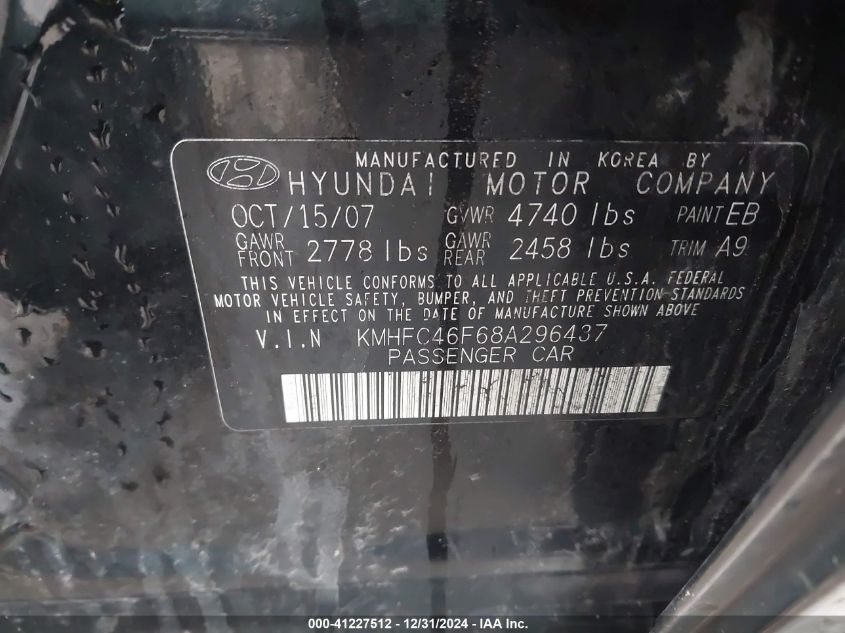 MANUFACTURED IN KOREA BY
HYUNDAI MOTOR COMPANY
OCT/15/07 GVWR 4740 lbs PAINT EB
GAWR FRONT 2778 lbs GAWR REAR 2458 lbs TRIM A9
THIS VEHICLE CONFORMS TO ALL APPLICABLE U.S.A. FEDERAL
MOTOR VEHICLE SAFETY, BUMPER, AND THEFT PREVENTION STANDARDS
IN EFFECT ON THE DATE OF MANUFACTURE SHOWN ABOVE
V.I.N KMHFC46F68A296437
PASSENGER CAR
000-41227512 - 12/31/2024 - IAA Inc.